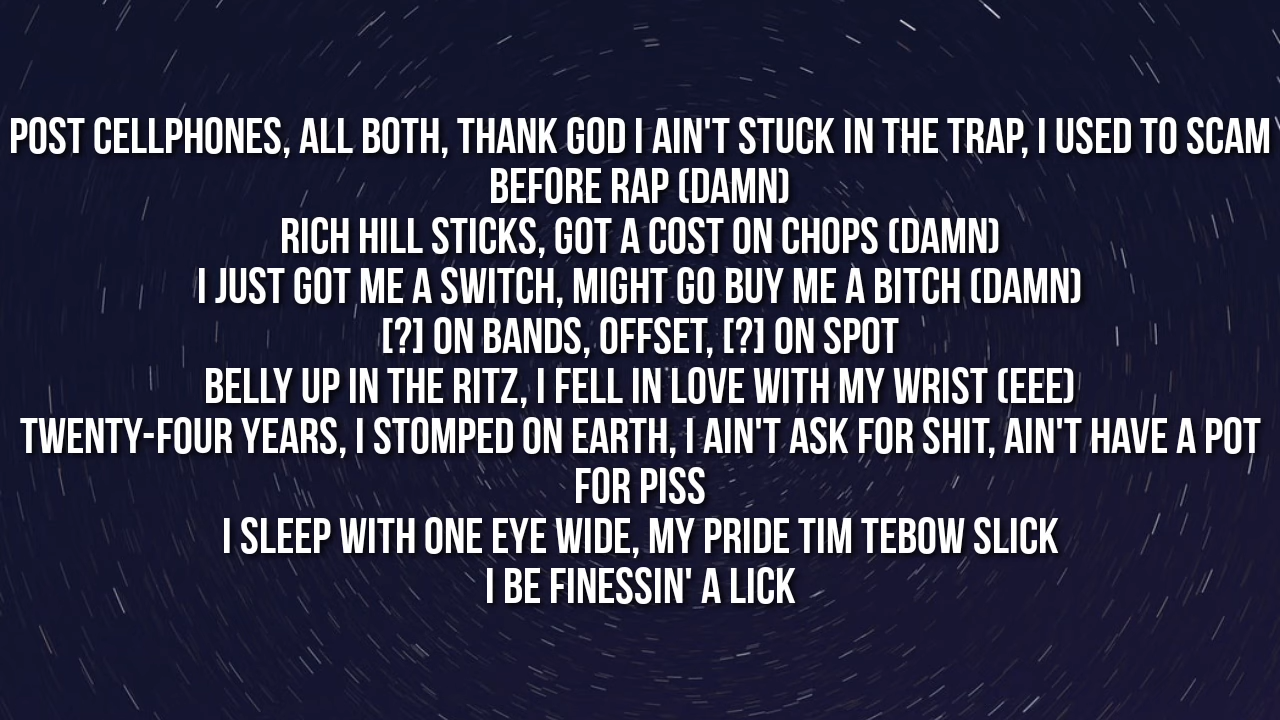 POST CELLPHONES, ALL BOTH, THANK GOD I AIN'T STUCK IN THE TRAP, I USED TO SCAM
BEFORE RAP (DAMN)
RICH HILL STICKS, GOT A COST ON CHOPS (DAMN)
I JUST GOT ME A SWITCH, MIGHT GO BUY ME A BITCH (DAMN)
[?] ON BANDS, OFFSET, [?] ON SPOT
BELLY UP IN THE RITZ, I FELL IN LOVE WITH MY WRIST (EEE)
TWENTY-FOUR YEARS, I STOMPED ON EARTH, I AIN'T ASK FOR SHIT, AIN'T HAVE A POT
FOR PISS
I SLEEP WITH ONE EYE WIDE, MY PRIDE TIM TEBOW SLICK
I BE FINESSIN' A LICK